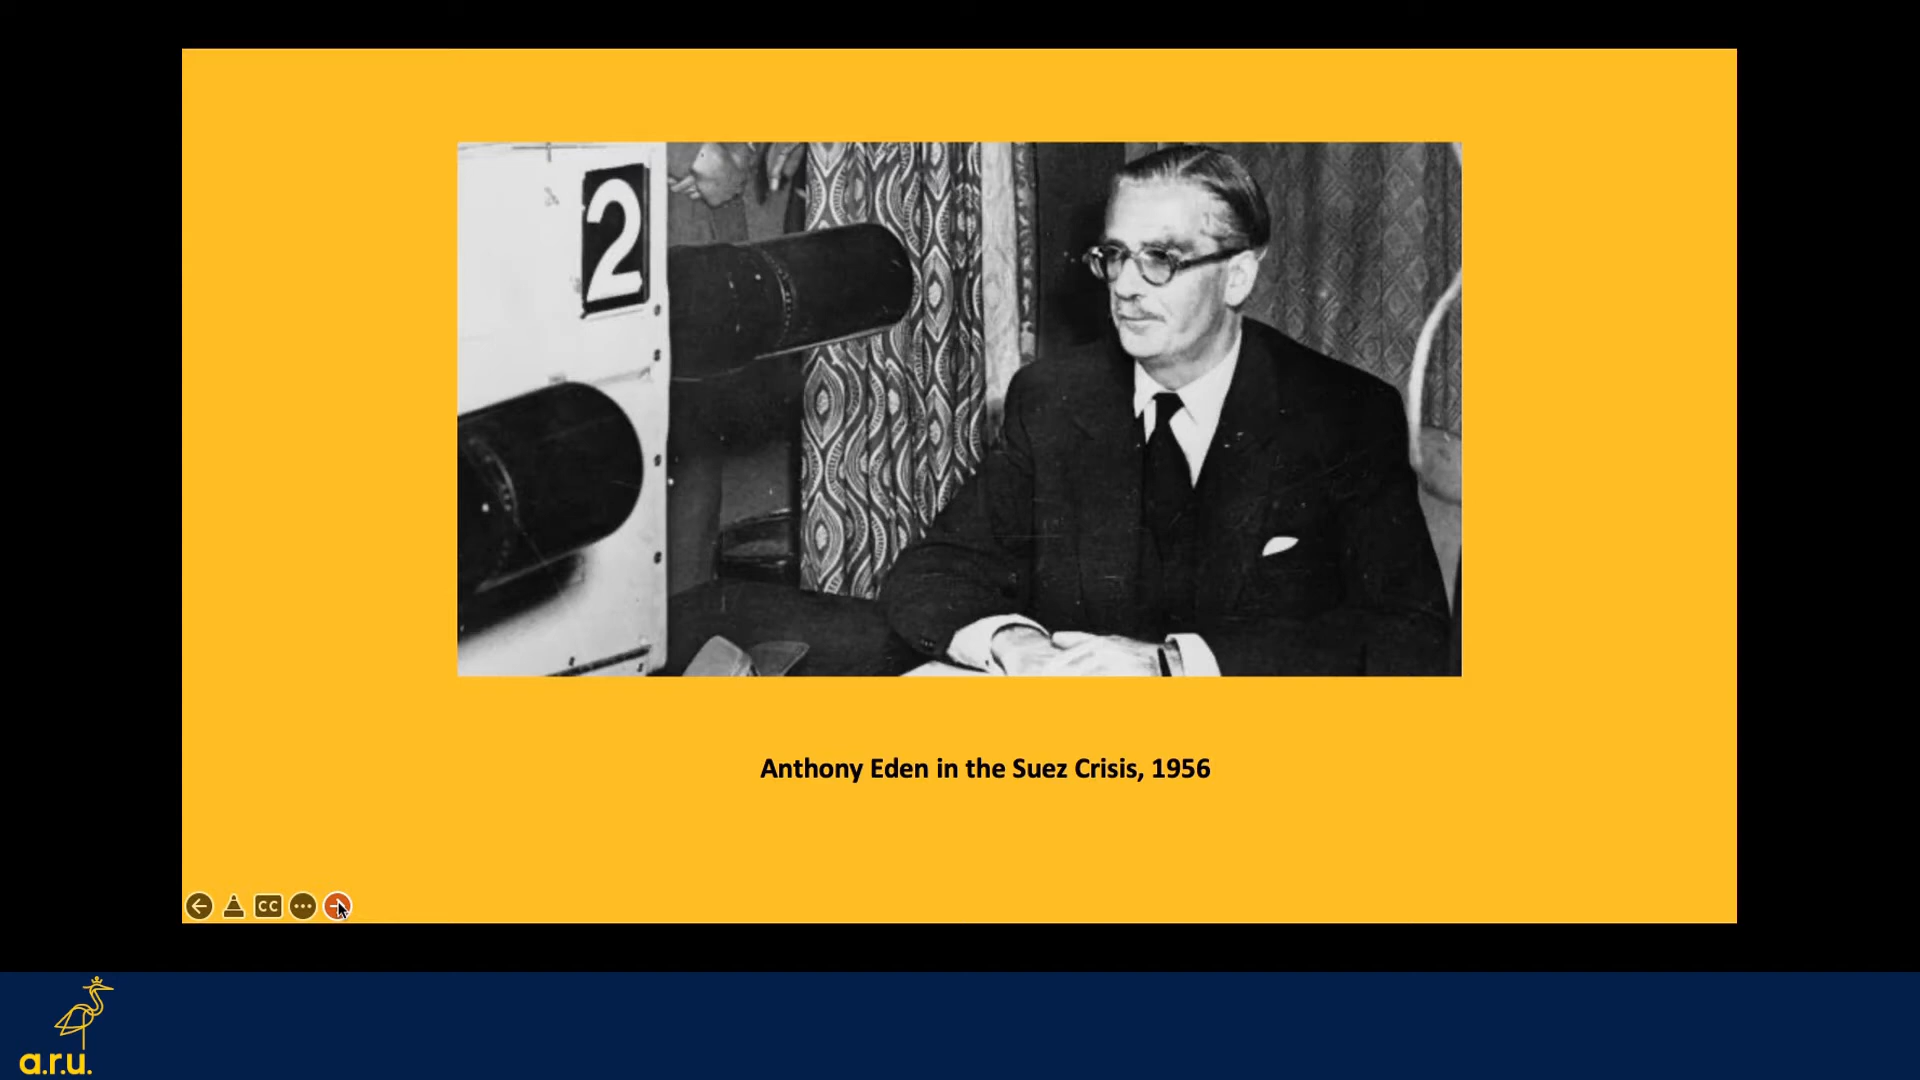 2
Anthony Eden in the Suez Crisis, 1956
CC
a.r.u.